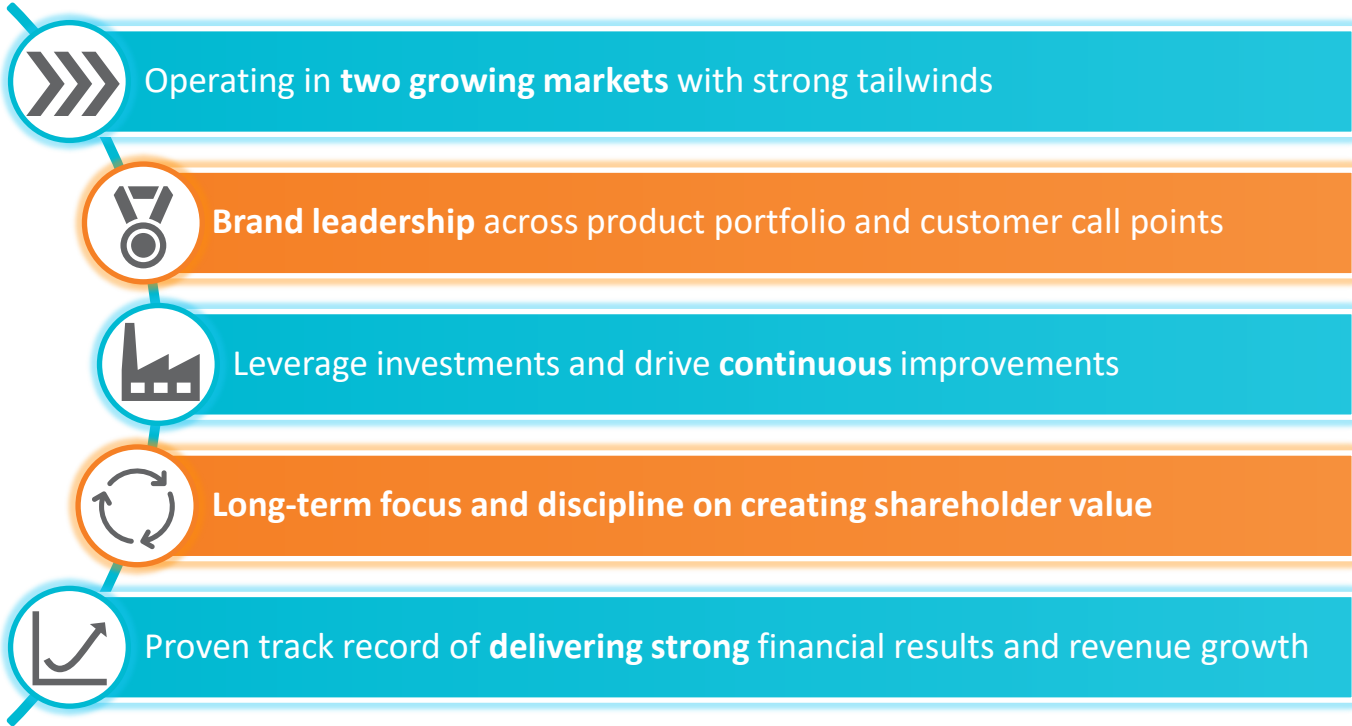 Operating in two growing markets with strong tailwinds
Brand leadership across product portfolio and customer call points
Leverage investments and drive continuous improvements
Long-term focus and discipline on creating shareholder value
Proven track record of delivering strong financial results and revenue growth